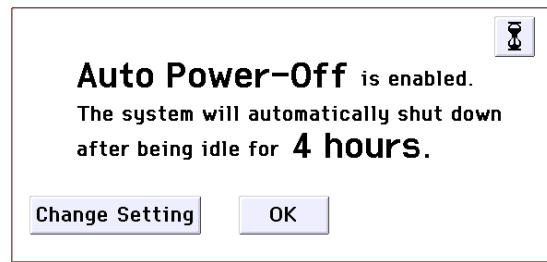 Auto Power-Off is enabled.
The system will automatically shut down
after being idle for 4 hours.
Change Setting
OK